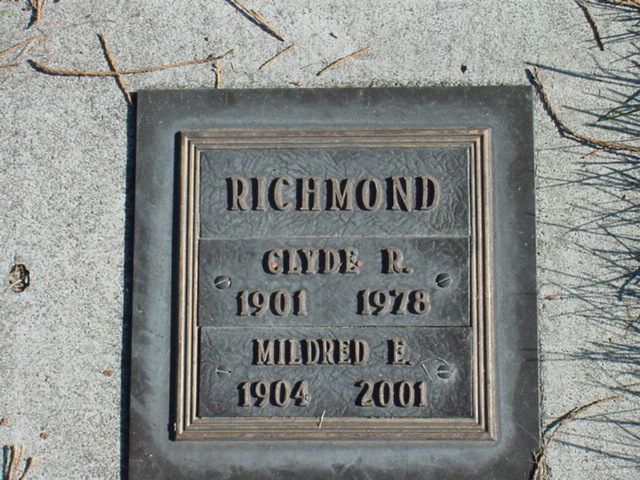 RICHMOND
CLYDE R.
1901 1978
MILDRED E.
1904 2001